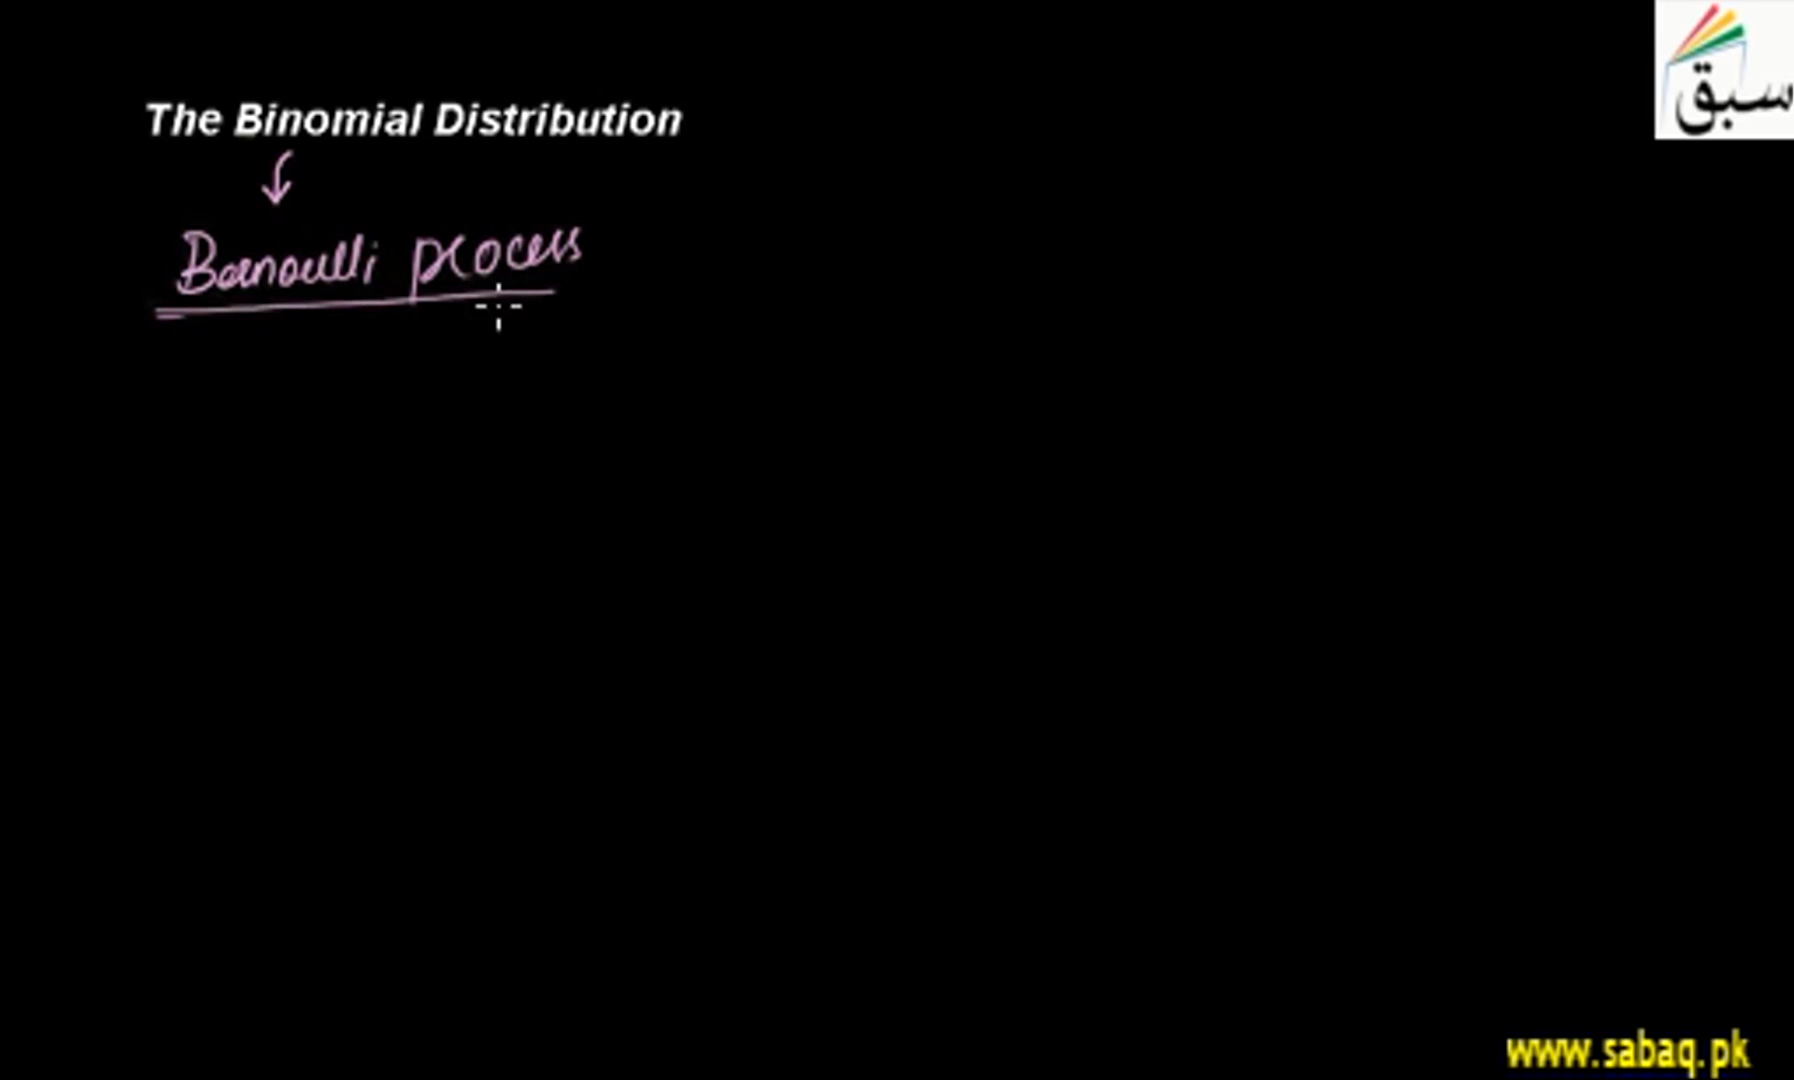 The Binomial Distribution
سبق
Bernoulli process
www.sabaq.pk